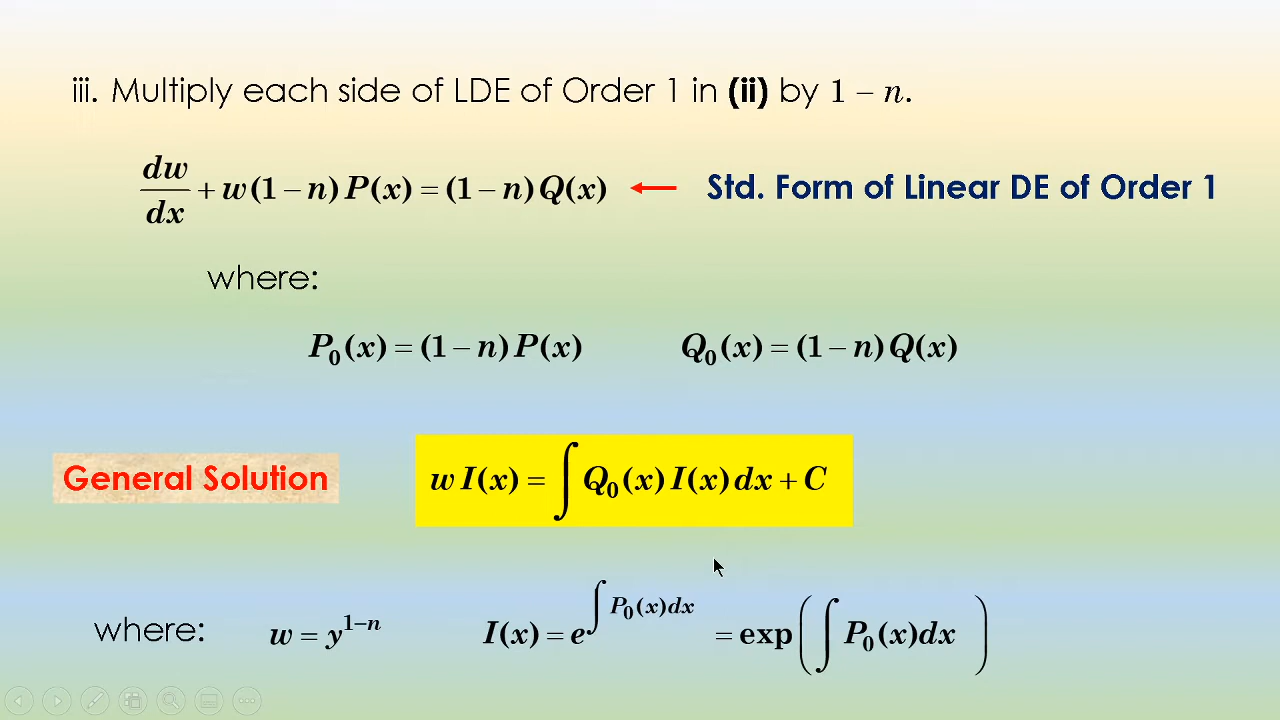 iii. Multiply each side of LDE of Order 1 in (ii) by 1 – n.
dw/dx + w(1 – n) P(x) = (1 – n) Q(x) ← Std. Form of Linear DE of Order 1
where:
P₀(x) = (1 – n) P(x) Q₀(x) = (1 – n) Q(x)
General Solution w I(x) = ∫ Q₀(x) I(x) dx + C
where: w = y^(1–n) I(x) = e^(∫ P₀(x)dx) = exp(∫ P₀(x)dx)